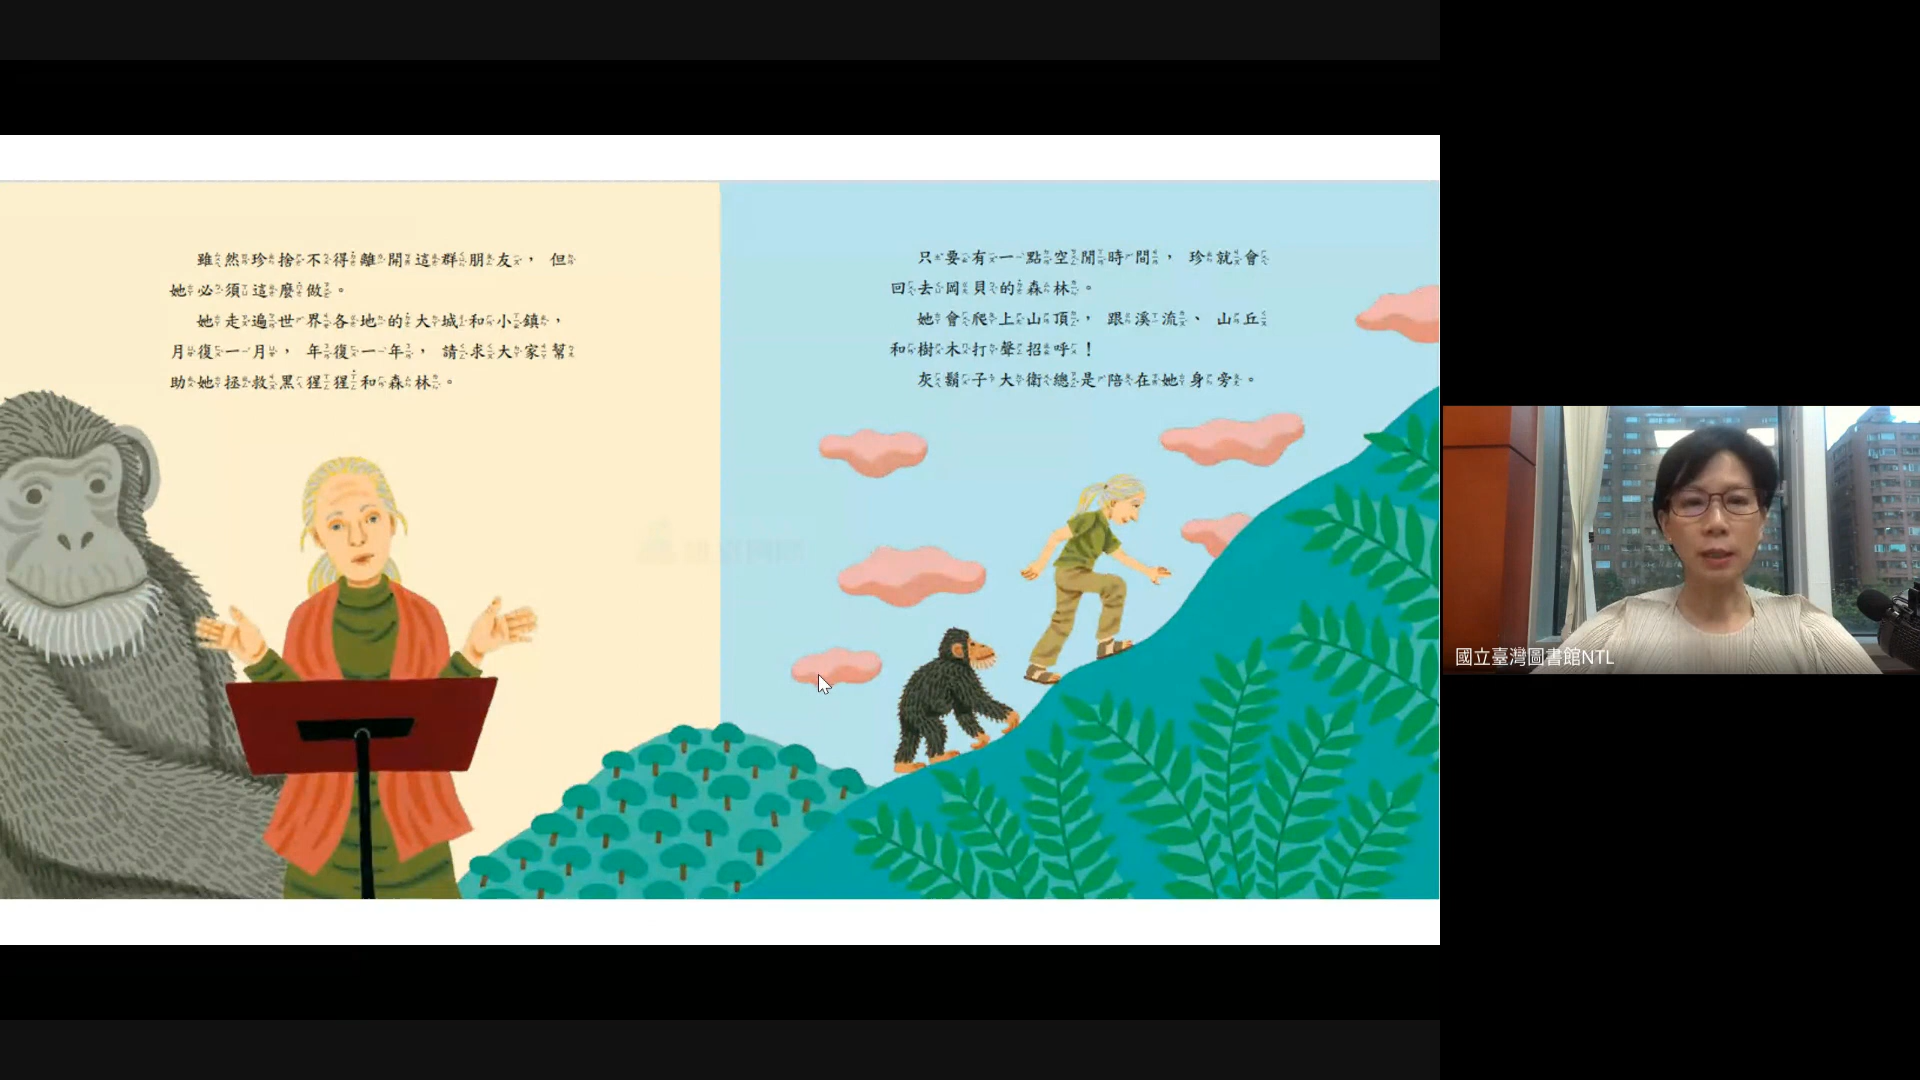 雖然珍捨不得離開這群朋友，但
她必須這麼做。
她走遍世界各地的大城和小鎮，
月復一月，年復一年，請求大家幫
助她拯救黑猩猩和森林。
只要有一點空閒時間，珍就會
回去岡貝的森林。
她會爬上山頂，跟溪流、山丘
和樹木打聲招呼！
灰鬍子大衛總是陪在她身旁。
國立臺灣圖書館NTL